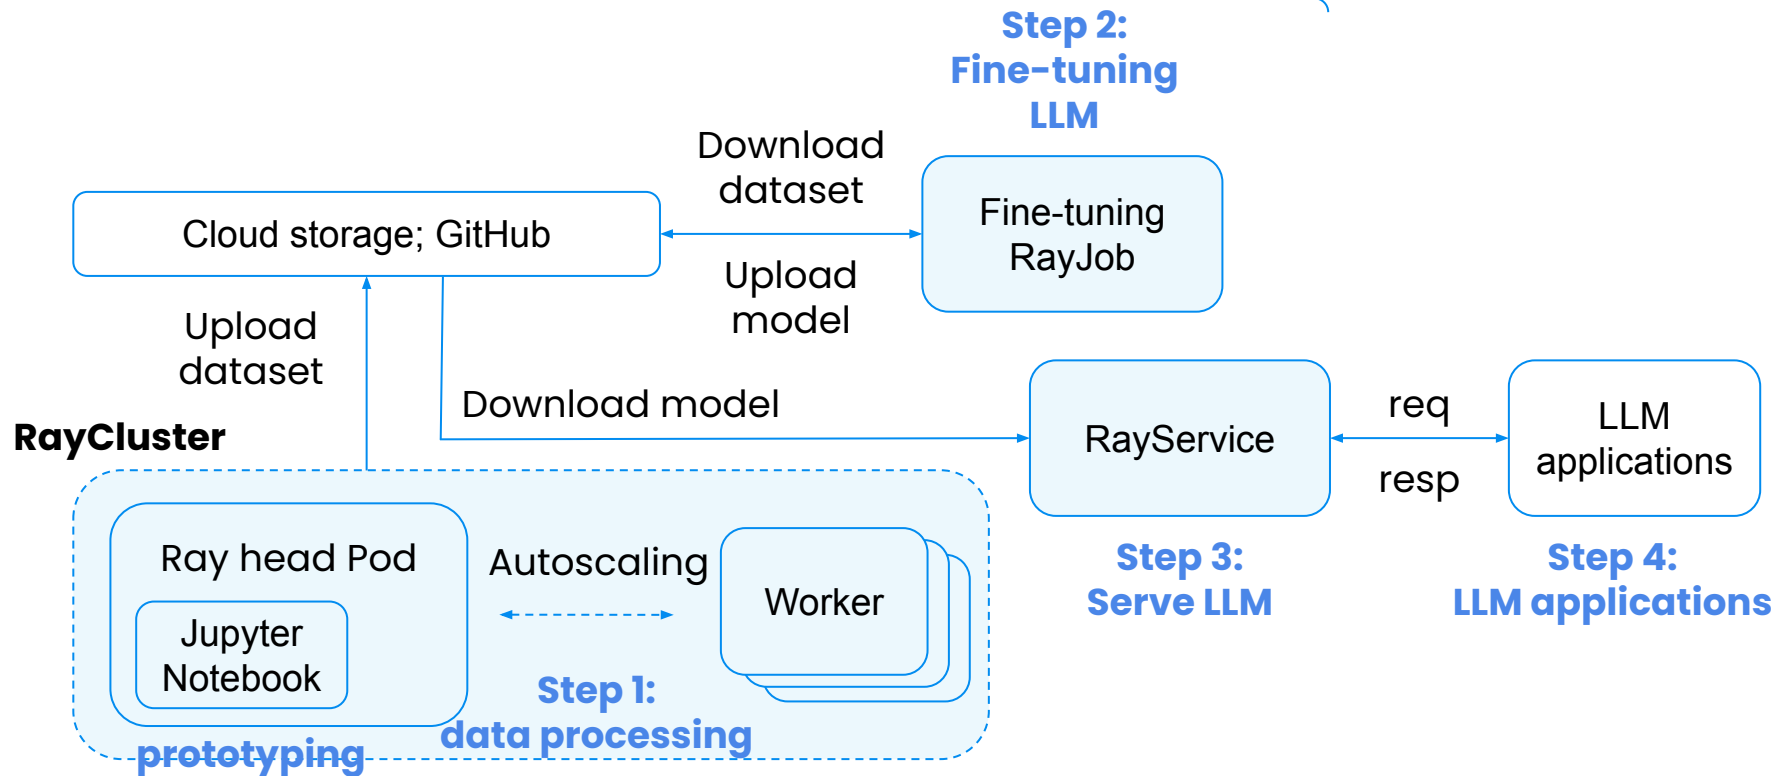 Step 2:
Fine-tuning
LLM
Download
dataset
Fine-tuning
RayJob
Cloud storage; GitHub
Upload
model
Upload
dataset
Download model
RayCluster
RayService
req
resp
LLM
applications
Step 3:
Serve LLM
Step 4:
LLM applications
Ray head Pod
Autoscaling
Worker
Jupyter
Notebook
Step 1:
data processing
prototyping